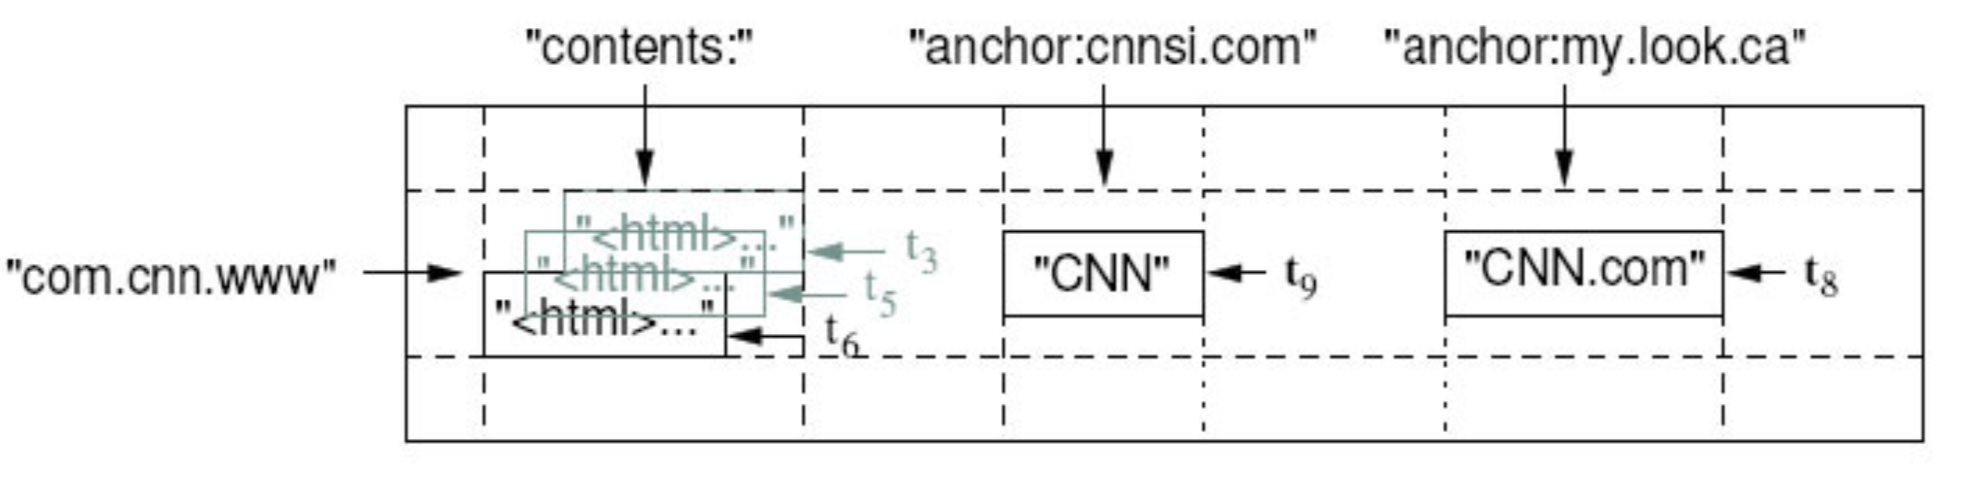 "contents:" "anchor:cnnsi.com" "anchor:my.look.ca"
"<html>..." t3
"com.cnn.www" "<html>..." t5 "CNN" t9 "CNN.com" t8
"<html>..." t6